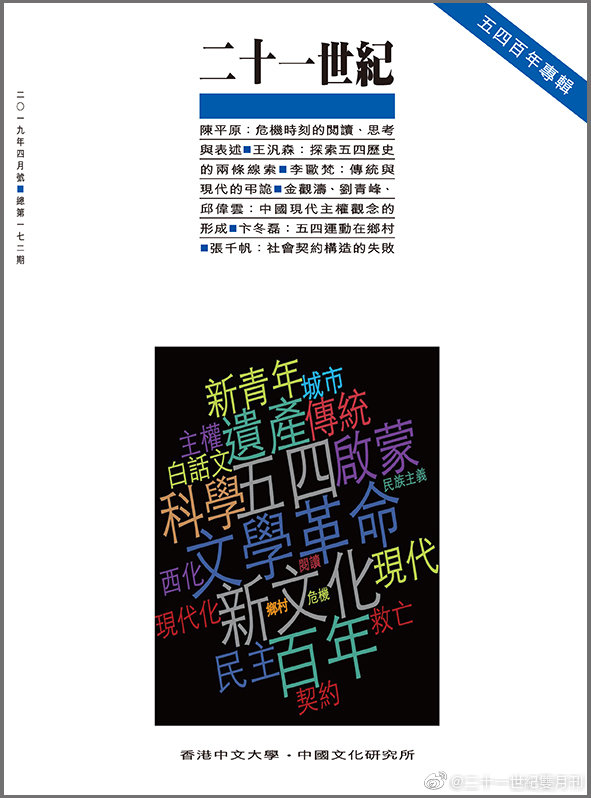 五四百年專輯
二十一世紀
二〇一九年四月號■總第一七二期
陳平原：危機時刻的閱讀、思考
與表述■王汎森：探索五四歷史
的兩條線索■李歐梵：傳統與
現代的弔詭■金觀濤、劉青峰、
邱偉雲：中國現代主權觀念的
形成■卞冬磊：五四運動在鄉村
■張千帆：社會契約構造的失敗
新青年
城市
主權
遺產
傳統
白話文
五四
啟蒙
科學
民族主義
文學革命
西化
閱讀
現代
新文化
鄉村
危機
現代化
救亡
民主
百年
契約
香港中文大學・中國文化研究所
@二十一世紀雙月刊